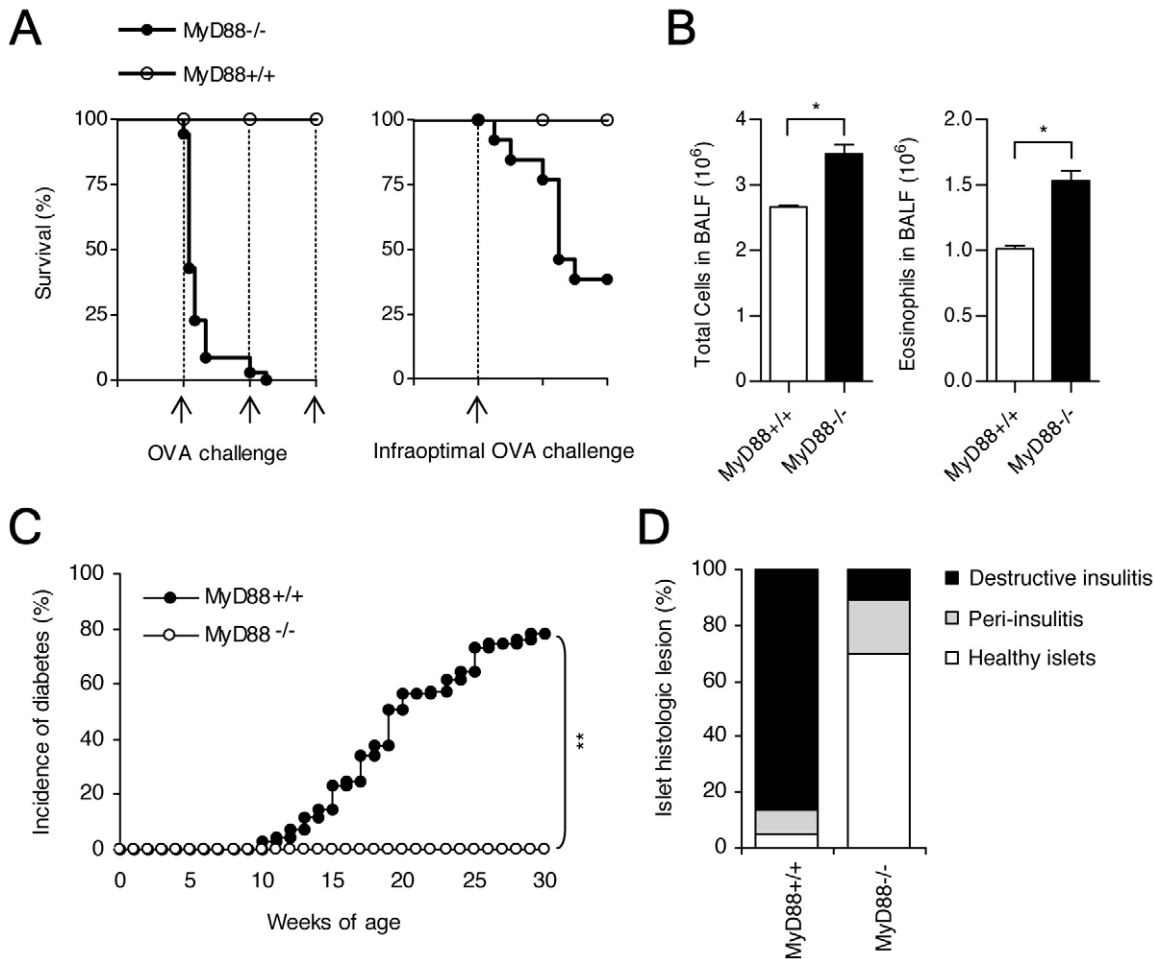 A
MyD88-/-
MyD88+/+
Survival (%)
100
75
50
25
0
OVA challenge
100
75
50
25
0
Infraoptimal OVA challenge
B
Total Cells in BALF (10⁶)
4
3
2
1
0
*
MyD88+/+
MyD88-/-
Eosinophils in BALF (10⁶)
2.0
1.5
1.0
0.5
0.0
*
MyD88+/+
MyD88-/-
C
Incidence of diabetes (%)
100
80
60
40
20
0
MyD88+/+
MyD88 -/-
**
0 5 10 15 20 25 30
Weeks of age
D
Islet histologic lesion (%)
100
80
60
40
20
0
MyD88+/+
MyD88-/-
Destructive insulitis
Peri-insulitis
Healthy islets